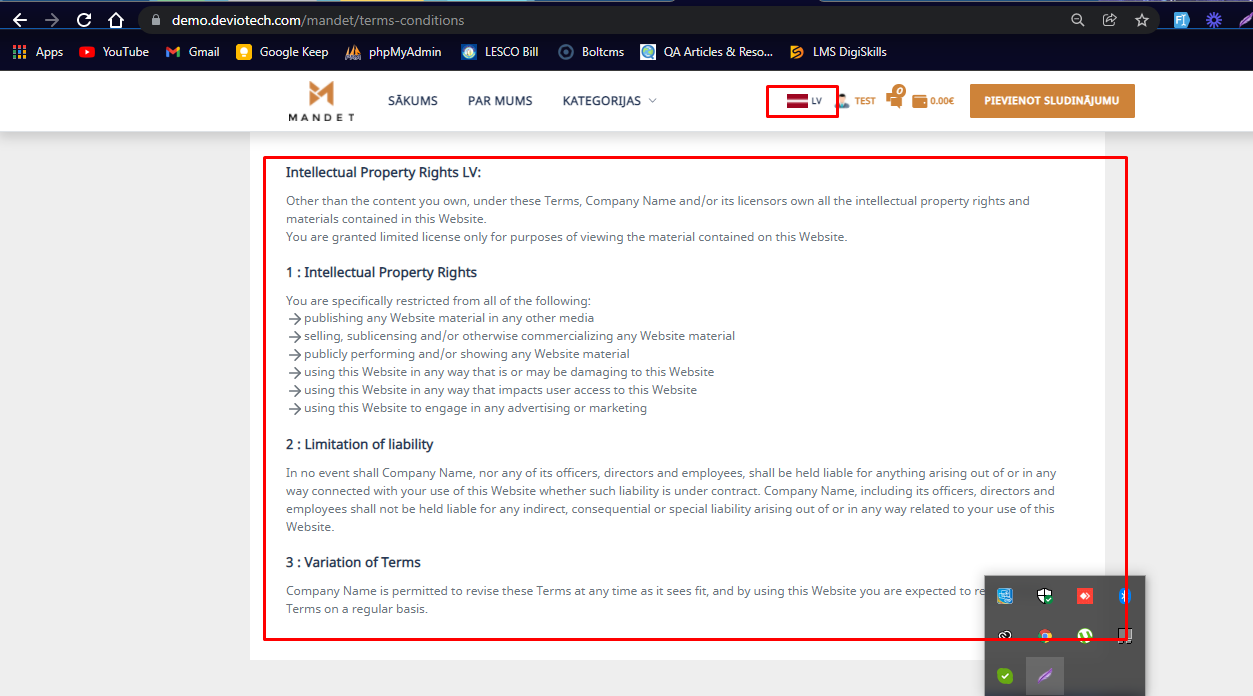 demo.deviotech.com/mandet/terms-conditions
Apps YouTube Gmail Google Keep phpMyAdmin LESCO Bill Boltcms QA Articles & Reso... LMS DigiSkills
MANDET
SĀKUMS PAR MUMS KATEGORIJAS LV TEST 0 0.00€ PIEVIENOT SLUDINĀJUMU
Intellectual Property Rights LV:
Other than the content you own, under these Terms, Company Name and/or its licensors own all the intellectual property rights and
materials contained in this Website.
You are granted limited license only for purposes of viewing the material contained on this Website.
1 : Intellectual Property Rights
You are specifically restricted from all of the following:
publishing any Website material in any other media
selling, sublicensing and/or otherwise commercializing any Website material
publicly performing and/or showing any Website material
using this Website in any way that is or may be damaging to this Website
using this Website in any way that impacts user access to this Website
using this Website to engage in any advertising or marketing
2 : Limitation of liability
In no event shall Company Name, nor any of its officers, directors and employees, shall be held liable for anything arising out of or in any
way connected with your use of this Website whether such liability is under contract. Company Name, including its officers, directors and
employees shall not be held liable for any indirect, consequential or special liability arising out of or in any way related to your use of this
Website.
3 : Variation of Terms
Company Name is permitted to revise these Terms at any time as it sees fit, and by using this Website you are expected to re
Terms on a regular basis.